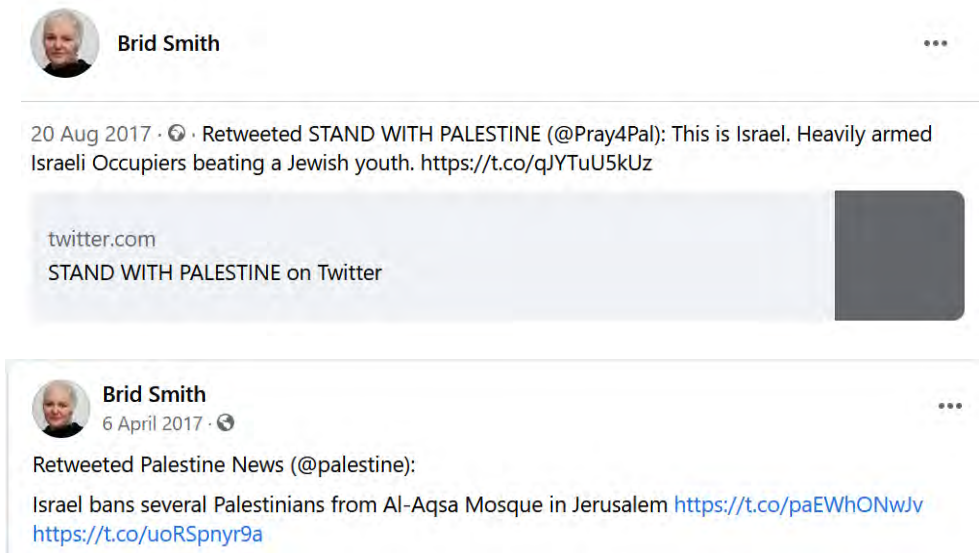 Brid Smith
20 Aug 2017 · Retweeted STAND WITH PALESTINE (@Pray4Pal): This is Israel. Heavily armed
Israeli Occupiers beating a Jewish youth. https://t.co/qJYTuU5kUz
twitter.com
STAND WITH PALESTINE on Twitter
Brid Smith
6 April 2017 ·
Retweeted Palestine News (@palestine):
Israel bans several Palestinians from Al-Aqsa Mosque in Jerusalem https://t.co/paEWhONwJv
https://t.co/uoRSpnyr9a